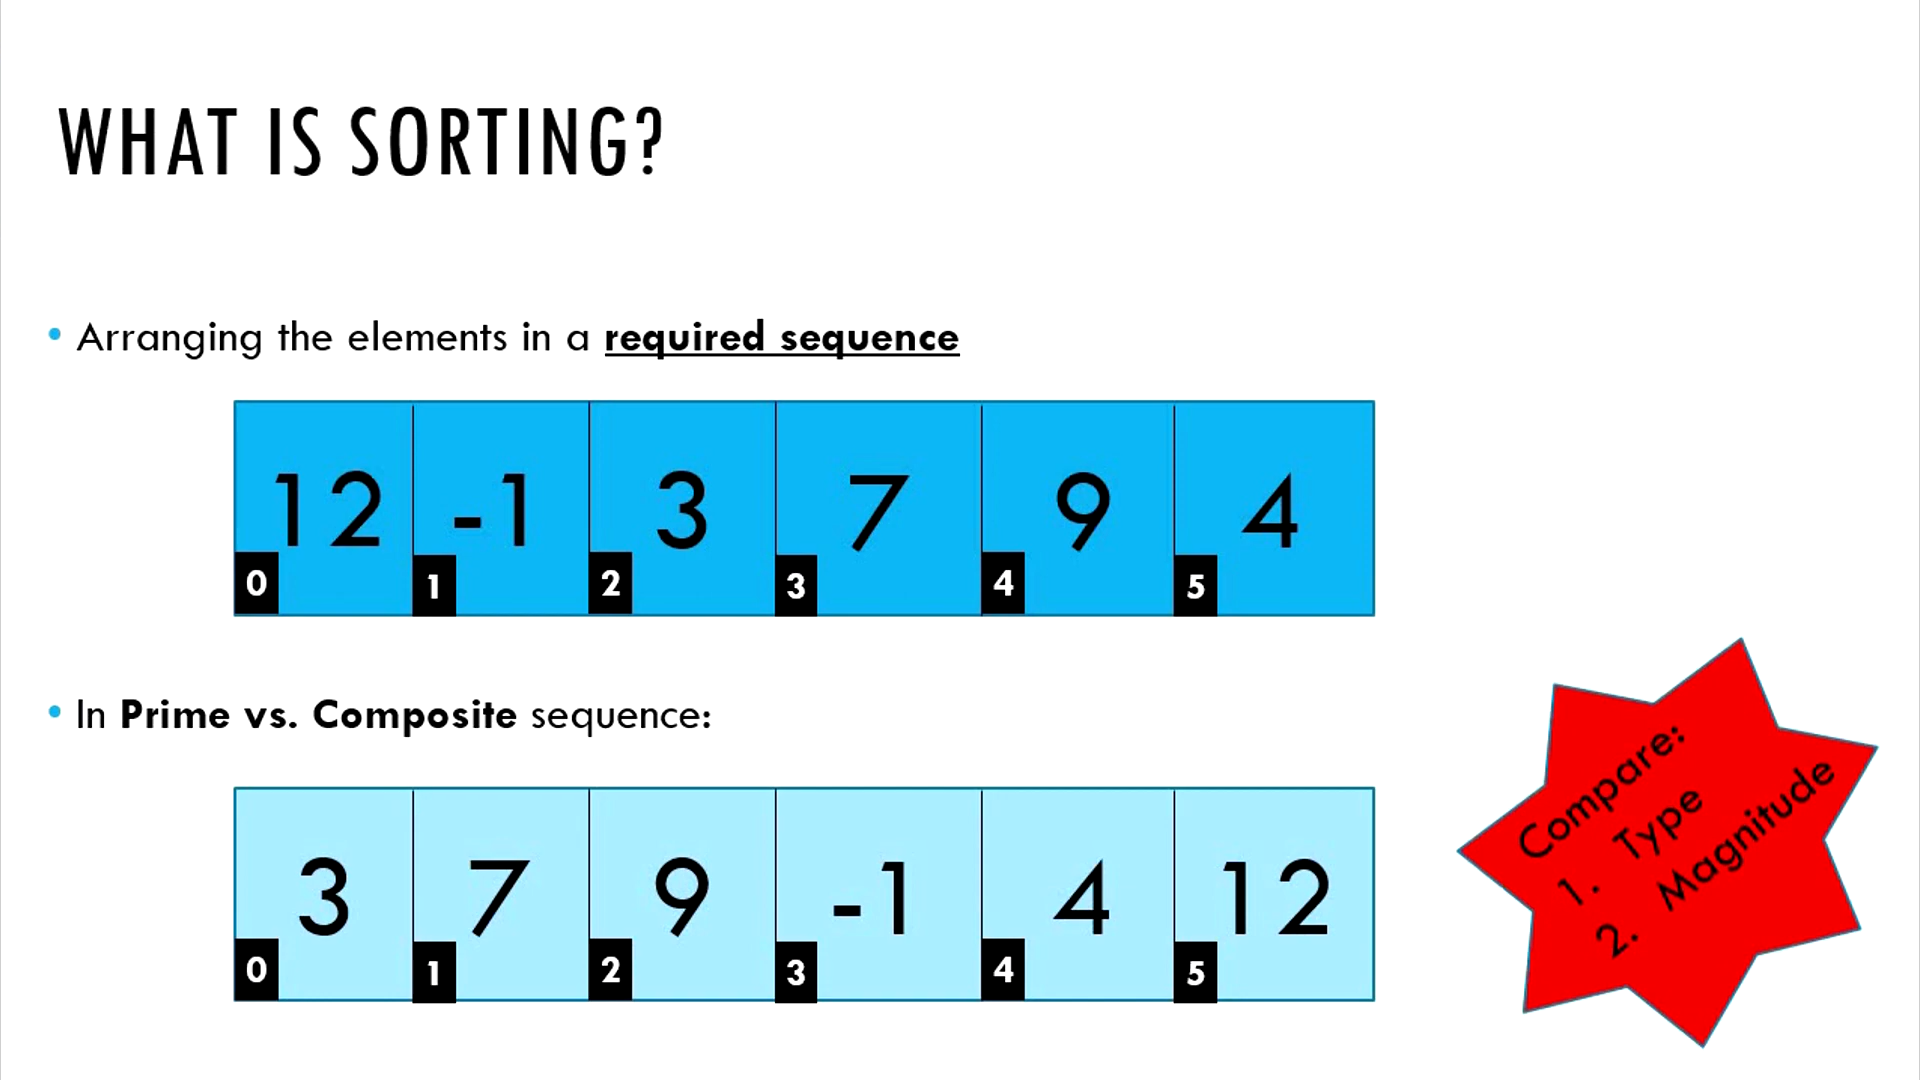 WHAT IS SORTING?
• Arranging the elements in a required sequence
12 -1 3 7 9 4
0 1 2 3 4 5
• In Prime vs. Composite sequence:
3 7 9 -1 4 12
0 1 2 3 4 5
Compare:
1. Type
2. Magnitude